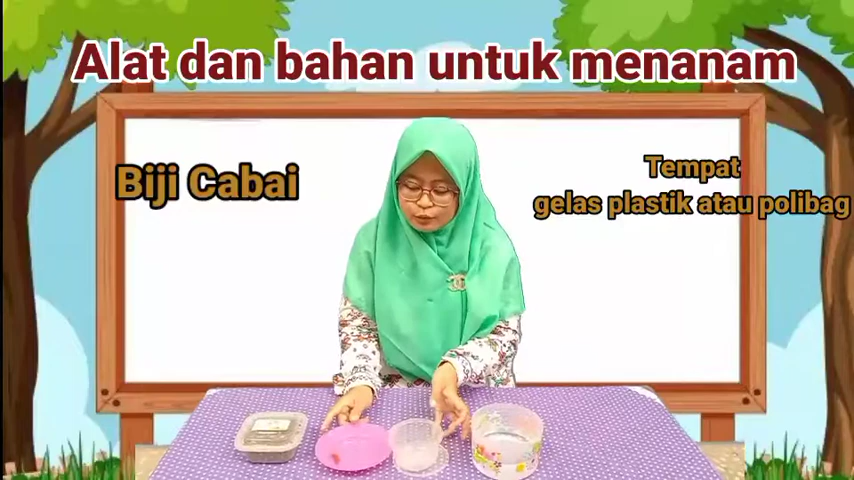 Alat dan bahan untuk menanam
Biji Cabai
Tempat
gelas plastik atau polibag